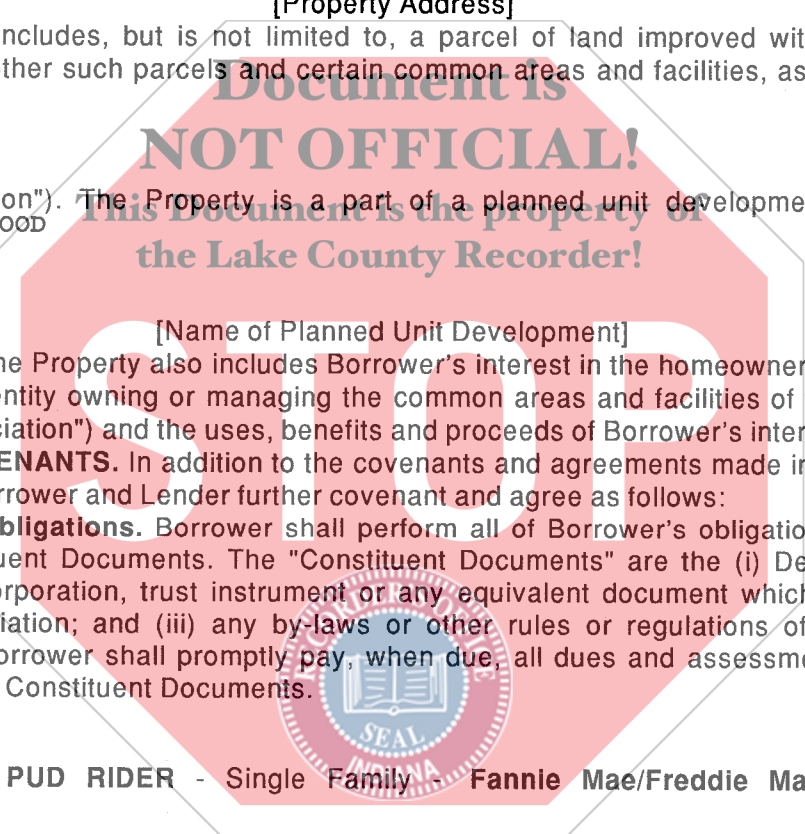 [Property Address]
ncludes, but is not limited to, a parcel of land improved wit
ther such parcels and certain common areas and facilities, as
Document is
NOT OFFICIAL!
on"). The Property is a part of a planned unit developme
This Document is the property of
OOD
the Lake County Recorder!
[Name of Planned Unit Development]
ne Property also includes Borrower's interest in the homeowner
entity owning or managing the common areas and facilities of
ciation") and the uses, benefits and proceeds of Borrower's inter
ENANTS. In addition to the covenants and agreements made in
rrower and Lender further covenant and agree as follows:
bligations. Borrower shall perform all of Borrower's obligatio
uent Documents. The "Constituent Documents" are the (i) De
orporation, trust instrument or any equivalent document which
iation; and (iii) any by-laws or other rules or regulations of
orrower shall promptly pay, when due, all dues and assessme
Constituent Documents.
STOP
RECORDER
SEAL
INDIANA
PUD RIDER - Single Family - Fannie Mae/Freddie Ma